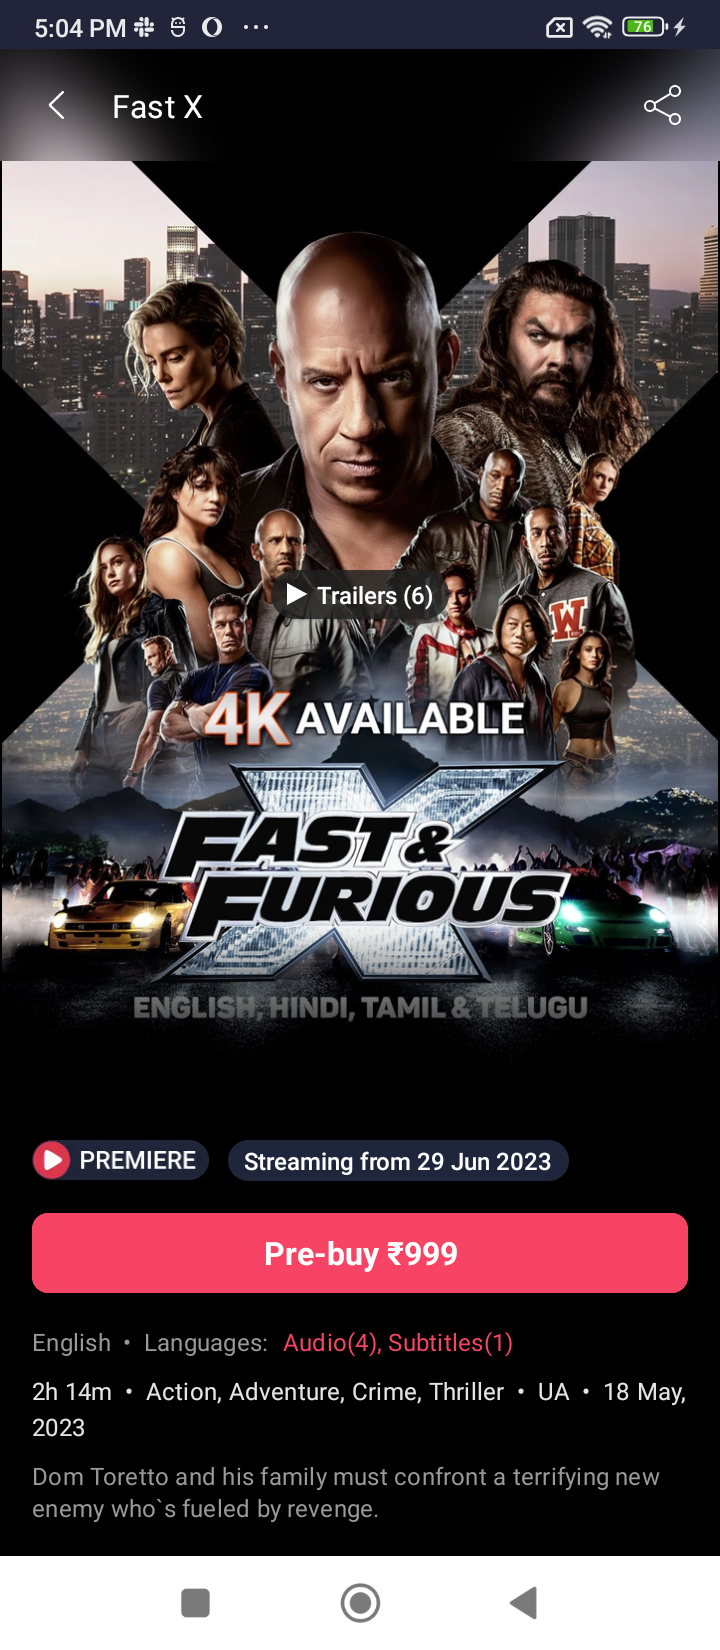 5:04 PM
76
Fast X
Trailers (6)
W
4K AVAILABLE
X
FAST &
FURIOUS
ENGLISH, HINDI, TAMIL & TELUGU
PREMIERE
Streaming from 29 Jun 2023
Pre-buy ₹999
English • Languages: Audio(4), Subtitles(1)
2h 14m • Action, Adventure, Crime, Thriller • UA • 18 May,
2023
Dom Toretto and his family must confront a terrifying new
enemy who`s fueled by revenge.